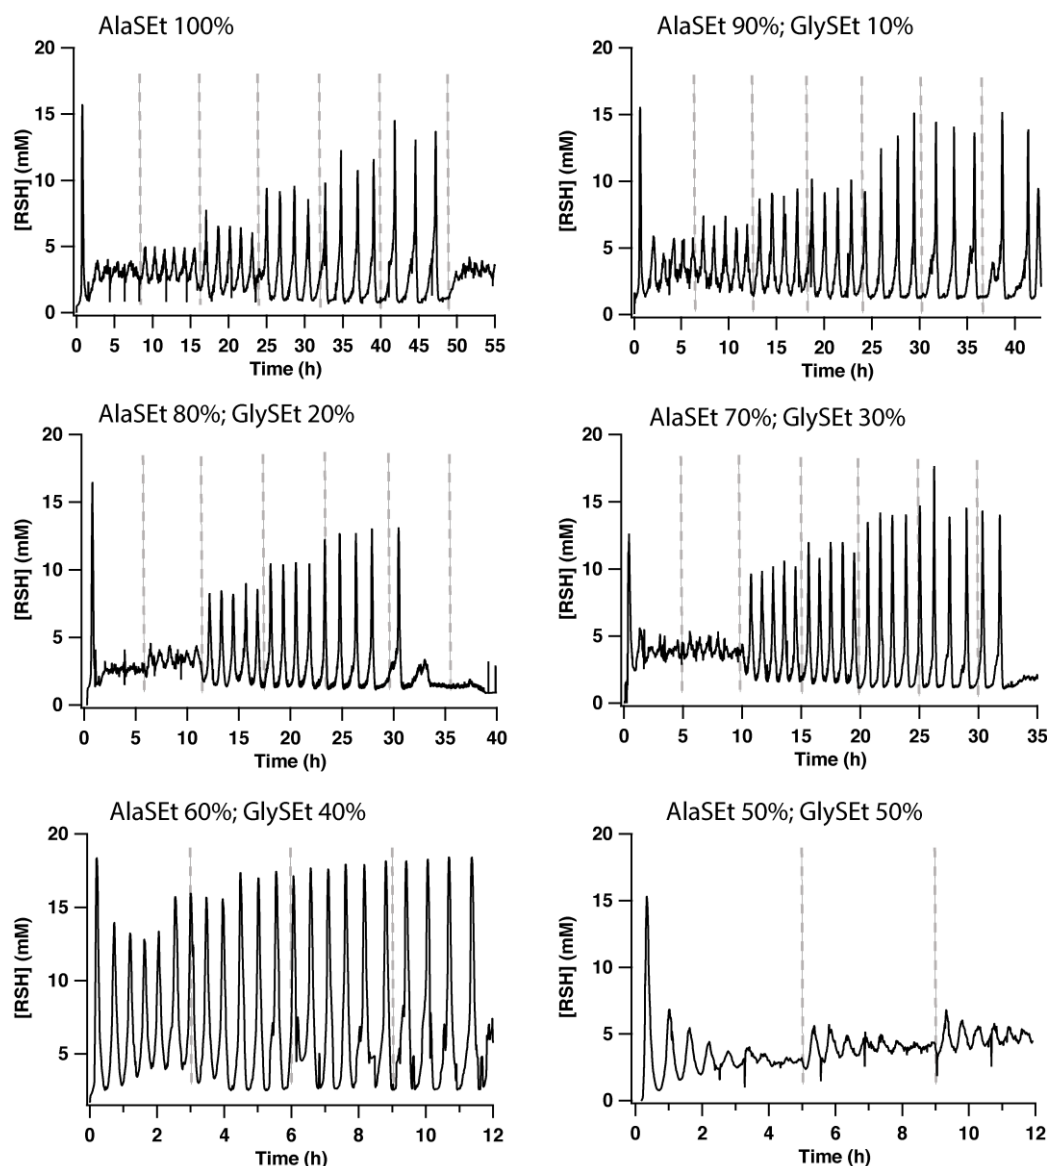 AlaSEt 100%
20
15
10
5
0
[RSH] (mM)
0 5 10 15 20 25 30 35 40 45 50 55
Time (h)
AlaSEt 90%; GlySEt 10%
20
15
10
5
0
[RSH] (mM)
0 5 10 15 20 25 30 35 40
Time (h)
AlaSEt 80%; GlySEt 20%
20
15
10
5
0
[RSH] (mM)
0 5 10 15 20 25 30 35 40
Time (h)
AlaSEt 70%; GlySEt 30%
20
15
10
5
0
[RSH] (mM)
0 5 10 15 20 25 30 35
Time (h)
AlaSEt 60%; GlySEt 40%
20
15
10
5
[RSH] (mM)
0 2 4 6 8 10 12
Time (h)
AlaSEt 50%; GlySEt 50%
20
15
10
5
0
[RSH] (mM)
0 2 4 6 8 10 12
Time (h)